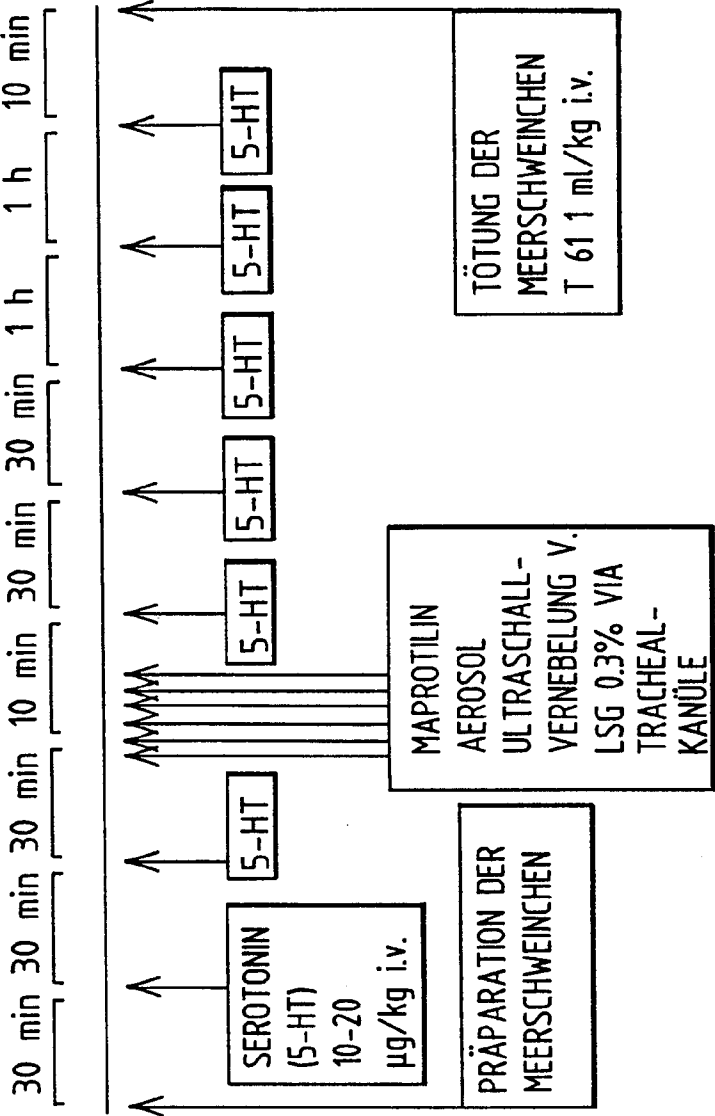 30 min
30 min
30 min
10 min
30 min
30 min
1 h
1 h
10 min
SEROTONIN
(5-HT)
10-20
µg/kg i.v.
5-HT
5-HT
5-HT
5-HT
5-HT
5-HT
PRÄPARATION DER
MEERSCHWEINCHEN
MAPROTILIN
AEROSOL
ULTRASCHALL-
VERNEBELUNG V.
LSG 0.3% VIA
TRACHEAL-
KANÜLE
TÖTUNG DER
MEERSCHWEINCHEN
T 61 1 ml/kg i.v.